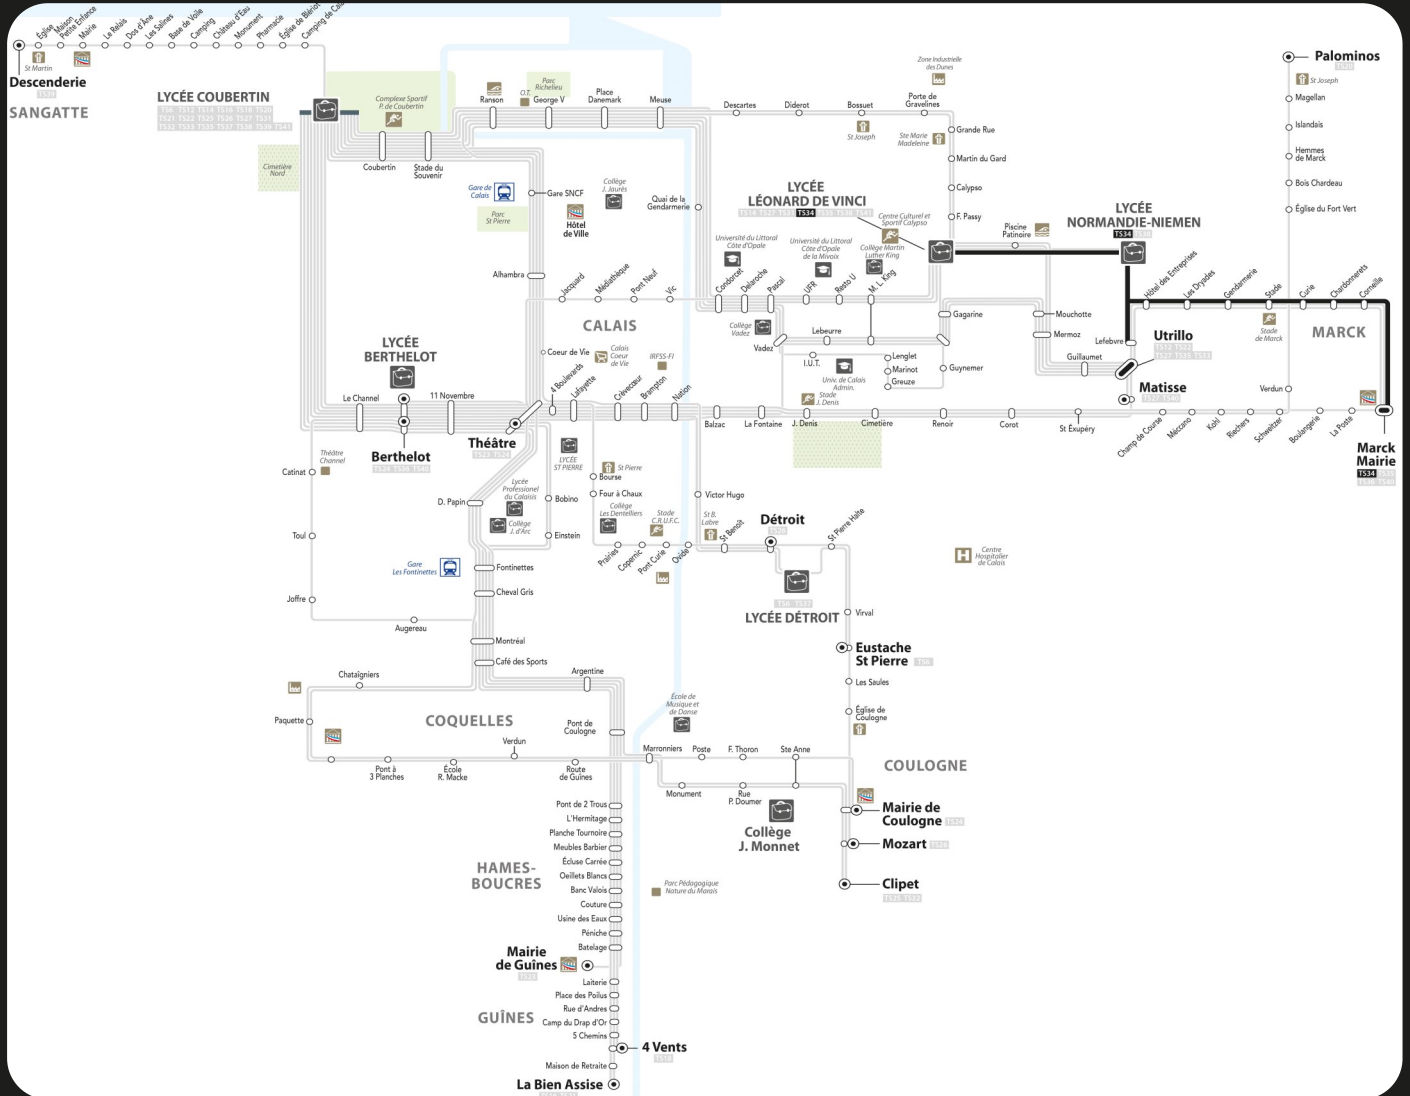 Église
Maison
Petite Enfance
Mairie
Le Relais
Dos d'Âne
Les Salines
Base de Voile
Camping
Château d'Eau
Monument
Pharmacie
Église de Blériot
St Martin
Descenderie
SANGATTE
LYCÉE COUBERTIN
Complexe Sportif
P. de Coubertin
Cimetière
Nord
Coubertin
Stade du
Souvenir
Ranson
O.T.
Parc
Richelieu
George V
Place
Danemark
Meuse
Descartes
Diderot
Bossuet
St Joseph
Zone Industrielle
des Dunes
Porte de
Gravelines
Ste Marie
Madeleine
Grande Rue
Martin du Gard
Calypso
F. Passy
Palominos
St Joseph
Magellan
Islandais
Hemmes
de Marck
Bois Chardeau
Église du Fort Vert
Gare de
Calais
Gare SNCF
Parc
St Pierre
Hôtel
de Ville
Collège
J. Jaurès
Quai de la
Gendarmerie
LYCÉE
LÉONARD DE VINCI
TS34
Centre Culturel et
Sportif Calypso
Université du Littoral
Côte d'Opale
Université du Littoral
Côte d'Opale
de la Mivoix
Collège Martin
Luther King
Piscine
Patinoire
LYCÉE
NORMANDIE-NIEMEN
TS34
Alhambra
Jacquard
Médiathèque
Pont Neuf
Vic
Condorcet
Delaroche
Pascal
UFR
Resto U
M. L. King
Hôtel des Entreprises
Les Dryades
Gendarmerie
Stade
Curie
Chardonnerets
Corneille
Stade
de Marck
MARCK
CALAIS
Collège
Vadez
Vadez
Lebeurre
Gagarine
Mouchotte
Mermoz
Lefebvre
Utrillo
Guillaumet
LYCÉE
BERTHELOT
Coeur de Vie
Calais
Coeur
de Vie
IRFSS-FI
I.U.T.
Univ. de Calais
Admin.
Lenglet
Marinot
Greuze
Guynemer
Matisse
Verdun
Le Channel
11 Novembre
4 Boulevards
Lafayette
Crèvecœur
Brampton
Nation
Balzac
La Fontaine
Stade
J. Denis
J. Denis
Cimetière
Renoir
Corot
St Exupéry
Champ de Course
Méccano
Kohl
Riechers
Schweitzer
Boulangerie
La Poste
Marck
Mairie
TS34
Théâtre
Berthelot
Théâtre
Channel
Catinat
LYCÉE
ST PIERRE
St Pierre
Bourse
Four à Chaux
Lycée
Professionel
du Calaisis
Collège
J. d'Arc
D. Papin
Bobino
Einstein
Collège
Les Dentelliers
Stade
C.R.U.F.C.
Victor Hugo
St B.
Labre
St Benoît
Détroit
St Pierre Halte
Prairies
Copernic
Pont Curie
Ovide
Centre
Hospitalier
de Calais
Toul
Gare
Les Fontinettes
Fontinettes
Cheval Gris
Joffre
Augereau
Montréal
Café des Sports
LYCÉE DÉTROIT
Virval
Eustache
St Pierre
Les Saules
Église de
Coulogne
Chataîgniers
Argentine
Paquette
COQUELLES
École de
Musique et
de Danse
Pont de
Coulogne
Verdun
Pont à
3 Planches
École
R. Macke
Route
de Guînes
Marronniers
Poste
F. Thoron
Ste Anne
COULOGNE
Monument
Rue
P. Doumer
Collège
J. Monnet
Mairie de
Coulogne
Mozart
Clipet
Pont de 2 Trous
L'Hermitage
Planche Tournoire
Meubles Barbier
Écluse Carrée
Oeillets Blancs
Banc Valois
Couture
Usine des Eaux
Péniche
Batelage
HAMES-
BOUCRES
Parc Pédagogique
Nature du Marais
Mairie
de Guînes
Laiterie
Place des Poilus
Rue d'Andres
Camp du Drap d'Or
5 Chemins
GUÎNES
4 Vents
Maison de Retraite
La Bien Assise